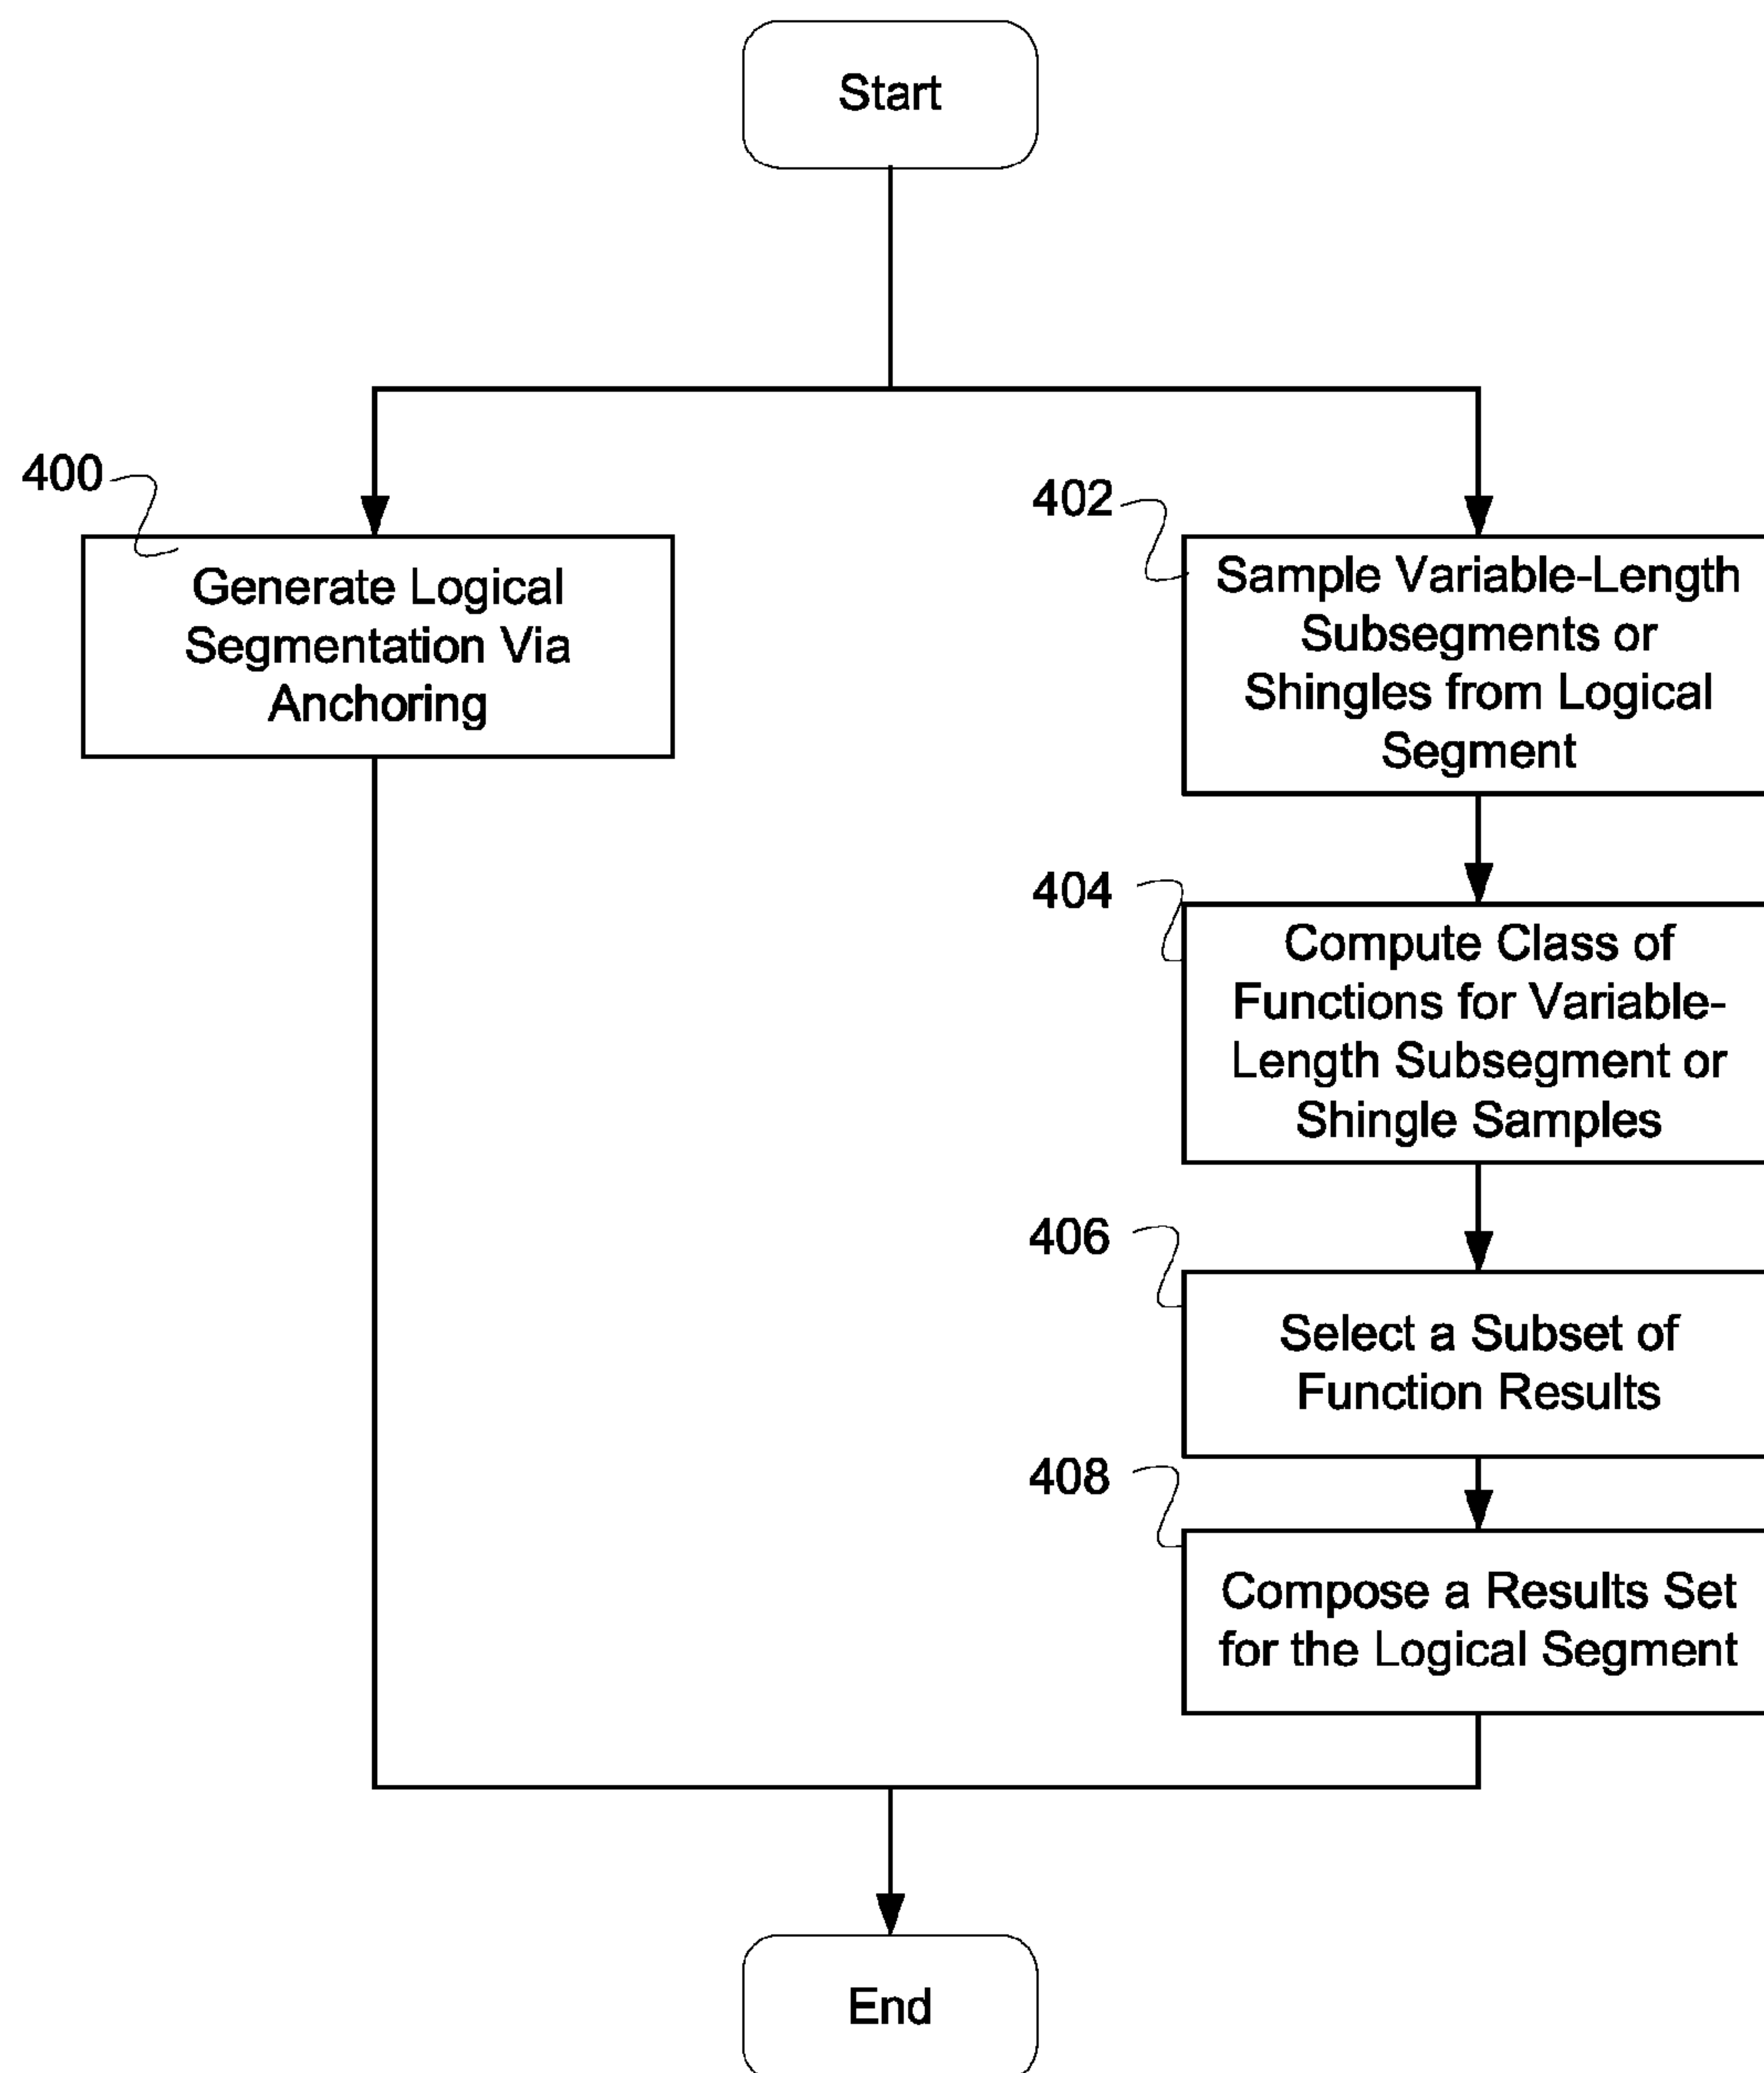 Start
400
Generate Logical
Segmentation Via
Anchoring
402
Sample Variable-Length
Subsegments or
Shingles from Logical
Segment
404
Compute Class of
Functions for Variable-
Length Subsegment or
Shingle Samples
406
Select a Subset of
Function Results
408
Compose a Results Set
for the Logical Segment
End